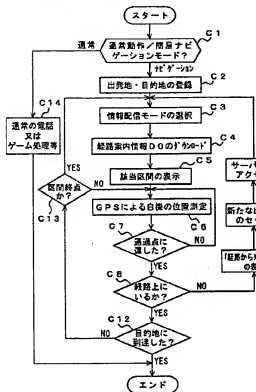 スタート
C1
通常
通常動作/簡易ナビ
ゲーションモード?
ナビゲーション
C2
出発地・目的地の登録
C3
情報配信モードの選択
C14
通常の電話
又は
ゲーム処理等
C4
経路案内情報DGのダウンロード
C5
該当区間の表示
YES
区間終点
か?
C13
NO
GPSによる自機の位置測定
C6
C7
通過点に
達した?
NO
YES
C8
経路上に
いるか?
NO
YES
C12
目的地に
到達した?
NO
YES
エンド
サーバ
アクセ
新たな
のセッ
「経路から
の表